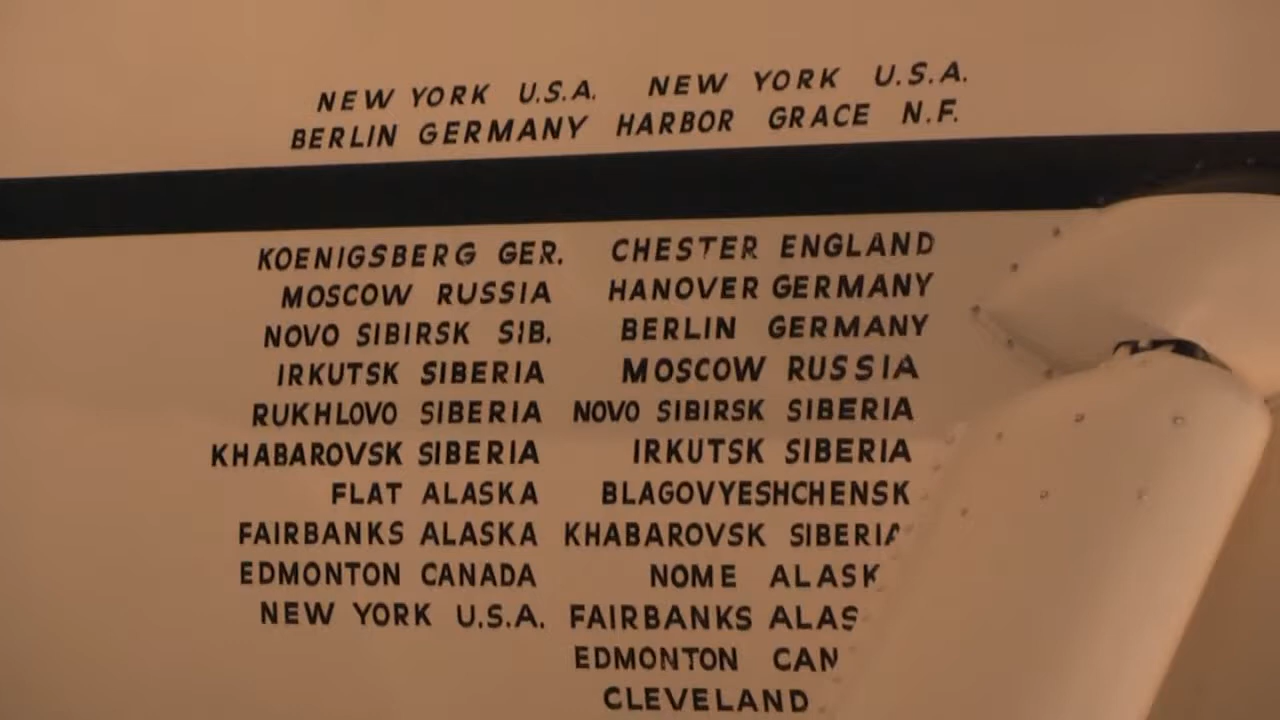 NEW YORK U.S.A. NEW YORK U.S.A.
BERLIN GERMANY HARBOR GRACE N.F.
KOENIGSBERG GER. CHESTER ENGLAND
MOSCOW RUSSIA HANOVER GERMANY
NOVO SIBIRSK SIB. BERLIN GERMANY
IRKUTSK SIBERIA MOSCOW RUSSIA
RUKHLOVO SIBERIA NOVO SIBIRSK SIBERIA
KHABAROVSK SIBERIA IRKUTSK SIBERIA
FLAT ALASKA BLAGOVYESHCHENSK
FAIRBANKS ALASKA KHABAROVSK SIBERIA
EDMONTON CANADA NOME ALASK
NEW YORK U.S.A. FAIRBANKS ALAS
EDMONTON CAN
CLEVELAND